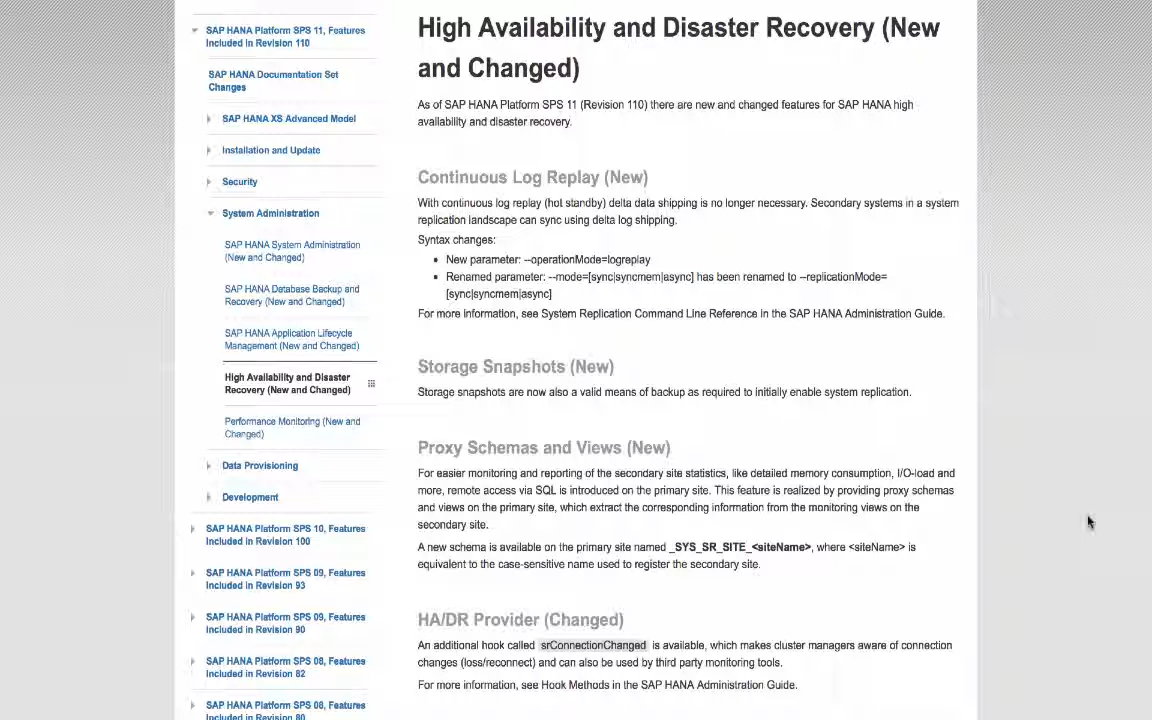 SAP HANA Platform SPS 11, Features
Included in Revision 110
SAP HANA Documentation Set
Changes
SAP HANA XS Advanced Model
Installation and Update
Security
System Administration
SAP HANA System Administration
(New and Changed)
SAP HANA Database Backup and
Recovery (New and Changed)
SAP HANA Application Lifecycle
Management (New and Changed)
High Availability and Disaster
Recovery (New and Changed)
Performance Monitoring (New and
Changed)
Data Provisioning
Development
SAP HANA Platform SPS 10, Features
Included in Revision 100
SAP HANA Platform SPS 09, Features
Included in Revision 93
SAP HANA Platform SPS 09, Features
Included in Revision 90
SAP HANA Platform SPS 08, Features
Included in Revision 82
SAP HANA Platform SPS 08, Features
Included in Revision 80
High Availability and Disaster Recovery (New
and Changed)
As of SAP HANA Platform SPS 11 (Revision 110) there are new and changed features for SAP HANA high
availability and disaster recovery.
Continuous Log Replay (New)
With continuous log replay (hot standby) delta data shipping is no longer necessary. Secondary systems in a system
replication landscape can sync using delta log shipping.
Syntax changes:
• New parameter: --operationMode=logreplay
• Renamed parameter: --mode=[sync|syncmem|async] has been renamed to --replicationMode=
[sync|syncmem|async]
For more information, see System Replication Command Line Reference in the SAP HANA Administration Guide.
Storage Snapshots (New)
Storage snapshots are now also a valid means of backup as required to initially enable system replication.
Proxy Schemas and Views (New)
For easier monitoring and reporting of the secondary site statistics, like detailed memory consumption, I/O-load and
more, remote access via SQL is introduced on the primary site. This feature is realized by providing proxy schemas
and views on the primary site, which extract the corresponding information from the monitoring views on the
secondary site.
A new schema is available on the primary site named _SYS_SR_SITE_<siteName>, where <siteName> is
equivalent to the case-sensitive name used to register the secondary site.
HA/DR Provider (Changed)
An additional hook called srConnectionChanged is available, which makes cluster managers aware of connection
changes (loss/reconnect) and can also be used by third party monitoring tools.
For more information, see Hook Methods in the SAP HANA Administration Guide.